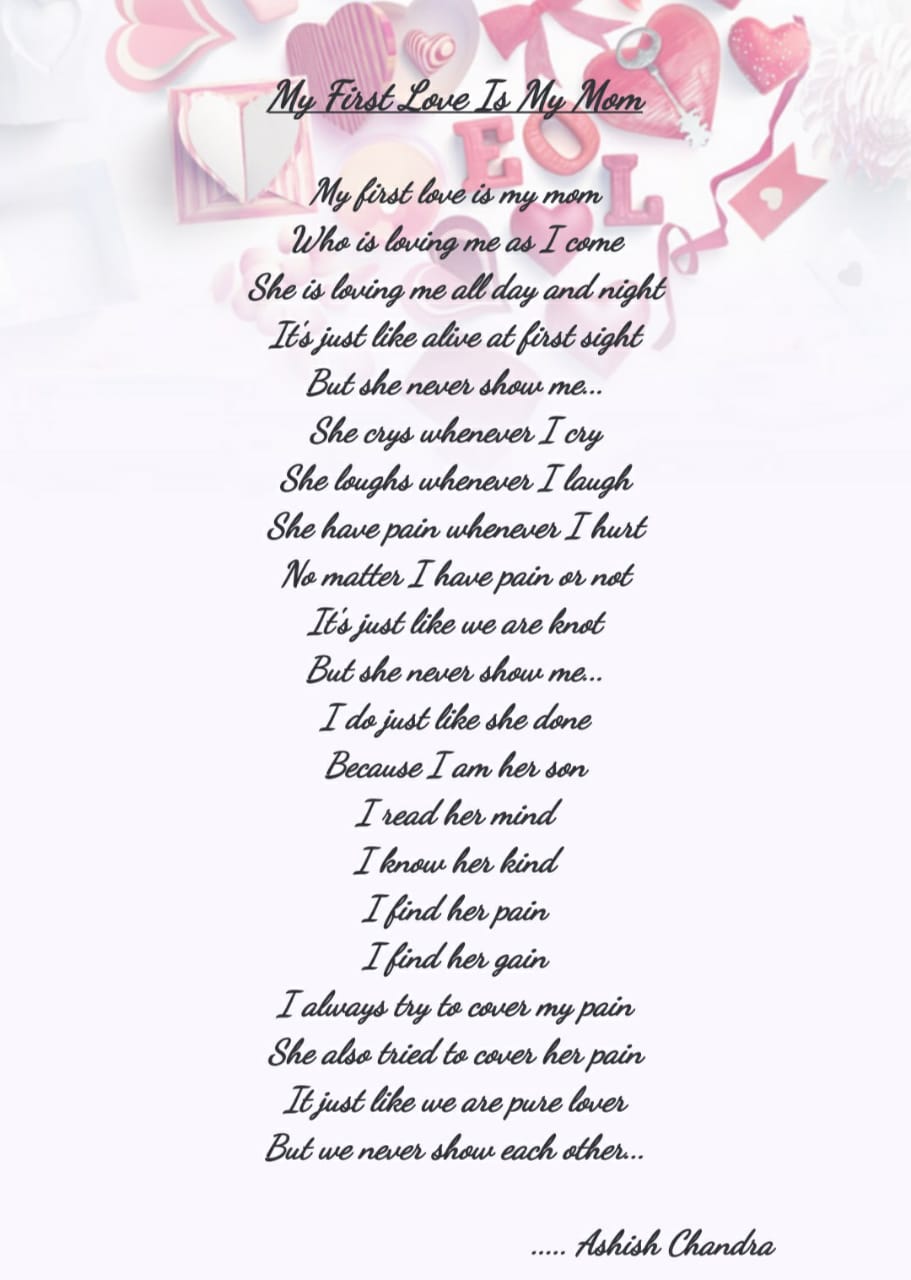 My First Love Is My Mom
E O
L
My first love is my mom
Who is loving me as I come
She is loving me all day and night
It's just like alive at first sight
But she never show me...
She crys whenever I cry
She loughs whenever I laugh
She have pain whenever I hurt
No matter I have pain or not
It's just like we are knot
But she never show me...
I do just like she done
Because I am her son
I read her mind
I know her kind
I find her pain
I find her gain
I always try to cover my pain
She also tried to cover her pain
It just like we are pure lover
But we never show each other...
..... Ashish Chandra